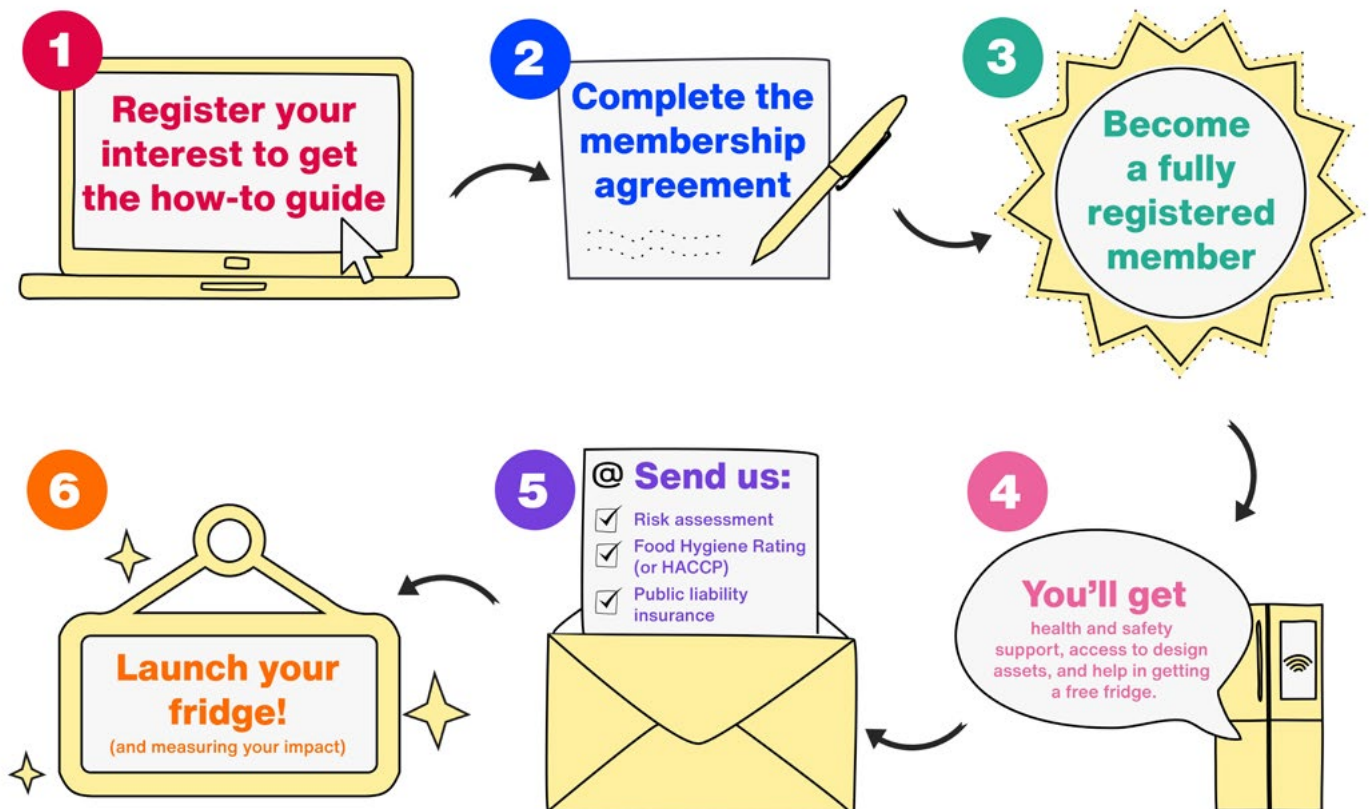 1
Register your
interest to get
the how-to guide
2
Complete the
membership
agreement
3
Become
a fully
registered
member
4
You'll get
health and safety
support, access to design
assets, and help in getting
a free fridge.
5
@ Send us:
Risk assessment
Food Hygiene Rating
(or HACCP)
Public liability
insurance
6
Launch your
fridge!
(and measuring your impact)